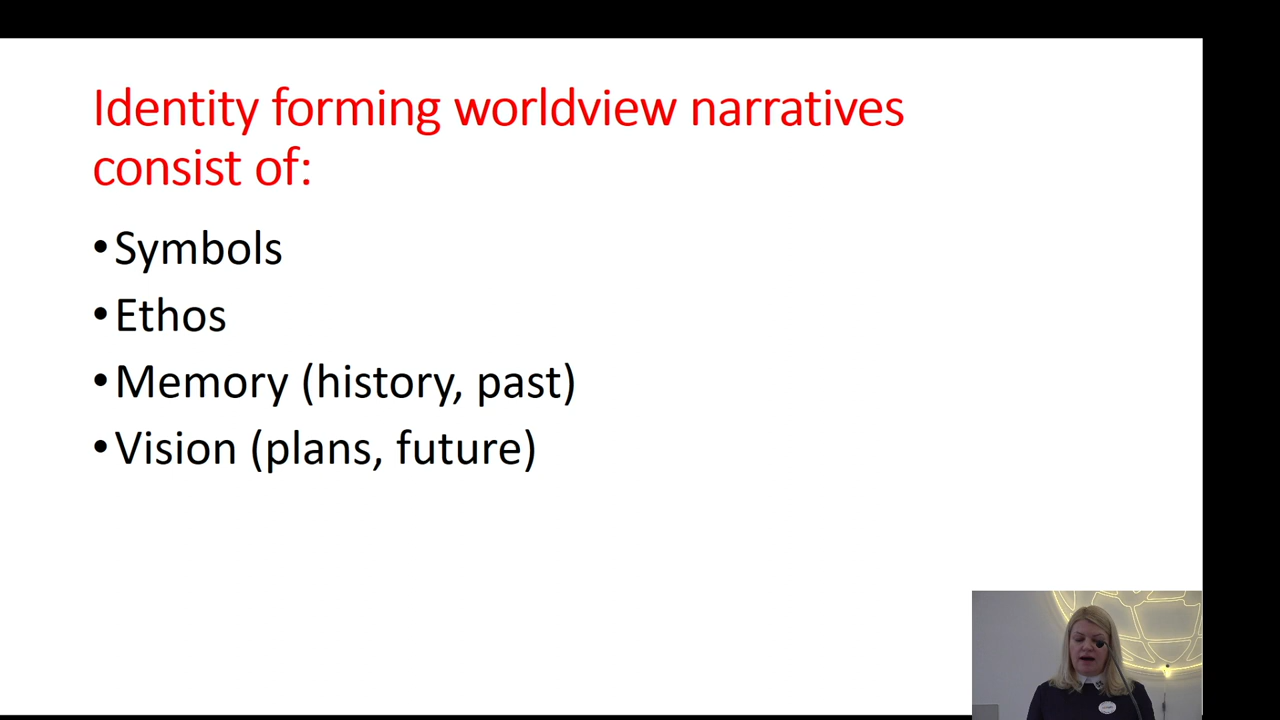 Identity forming worldview narratives
consist of:
•Symbols
•Ethos
•Memory (history, past)
•Vision (plans, future)